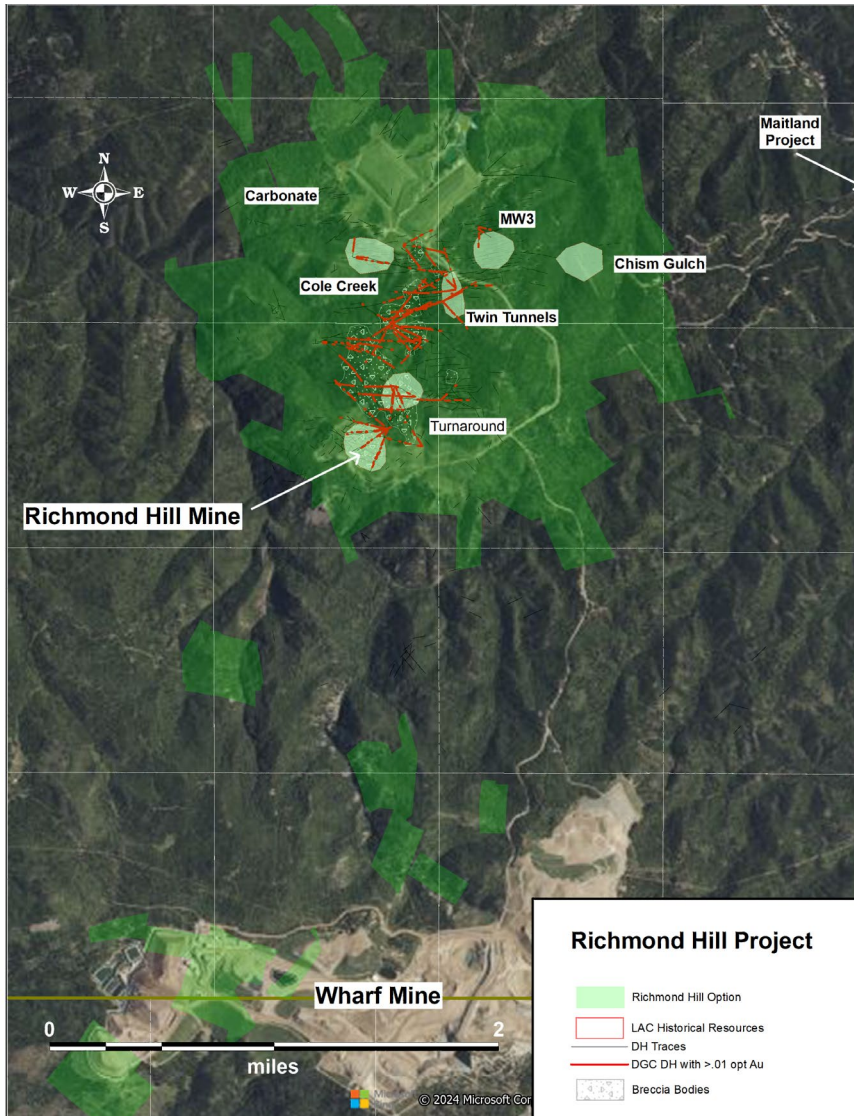 N
W E
S
Maitland
Project
Carbonate
MW3
Cole Creek
Chism Gulch
Twin Tunnels
Turnaround
Richmond Hill Mine
Wharf Mine
0 2
miles
© 2024 Microsoft Cor
Richmond Hill Project
Richmond Hill Option
LAC Historical Resources
DH Traces
DGC DH with >.01 opt Au
Breccia Bodies